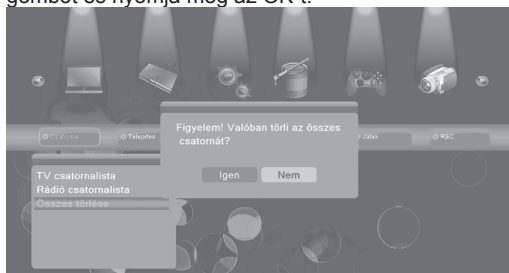 gombot és nyomja meg az OK-t.
Csatorna
Telepítés
Játék
REC
Figyelem! Valóban törli az összes
csatornát?
Igen Nem
TV csatornalista
Rádió csatornalista
Összes törlése